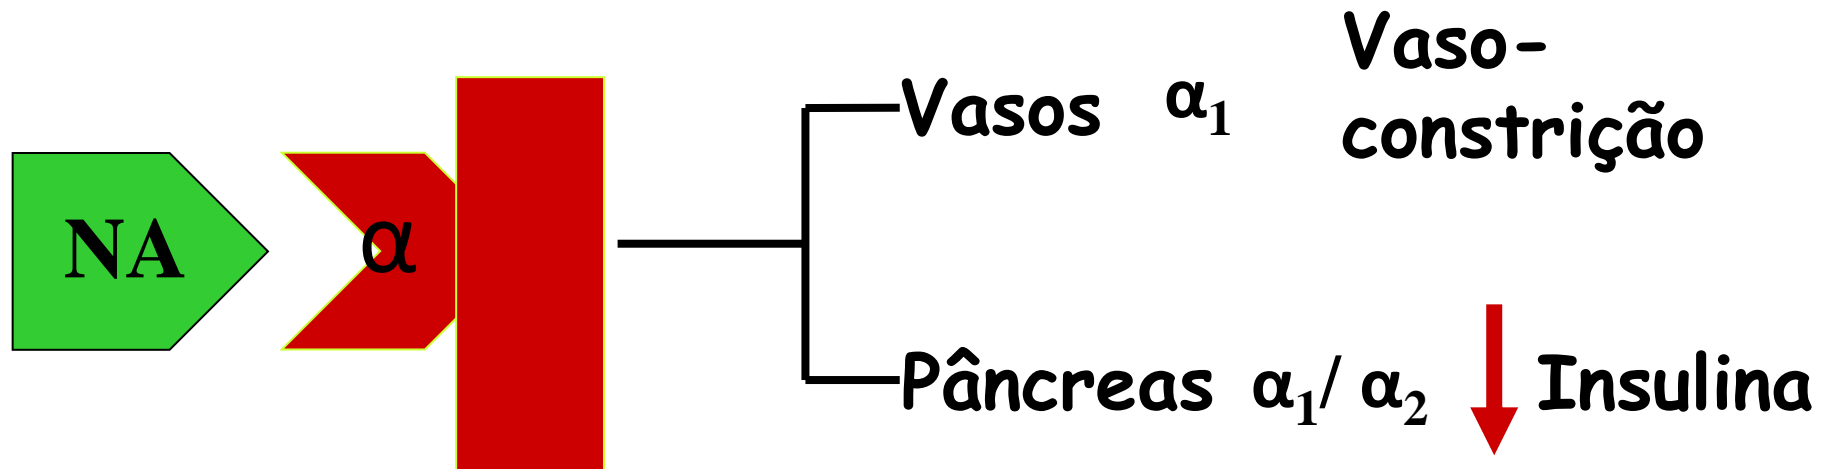 NA
α
Vasos α₁
Vaso-
constrição
Pâncreas α₁/ α₂ Insulina